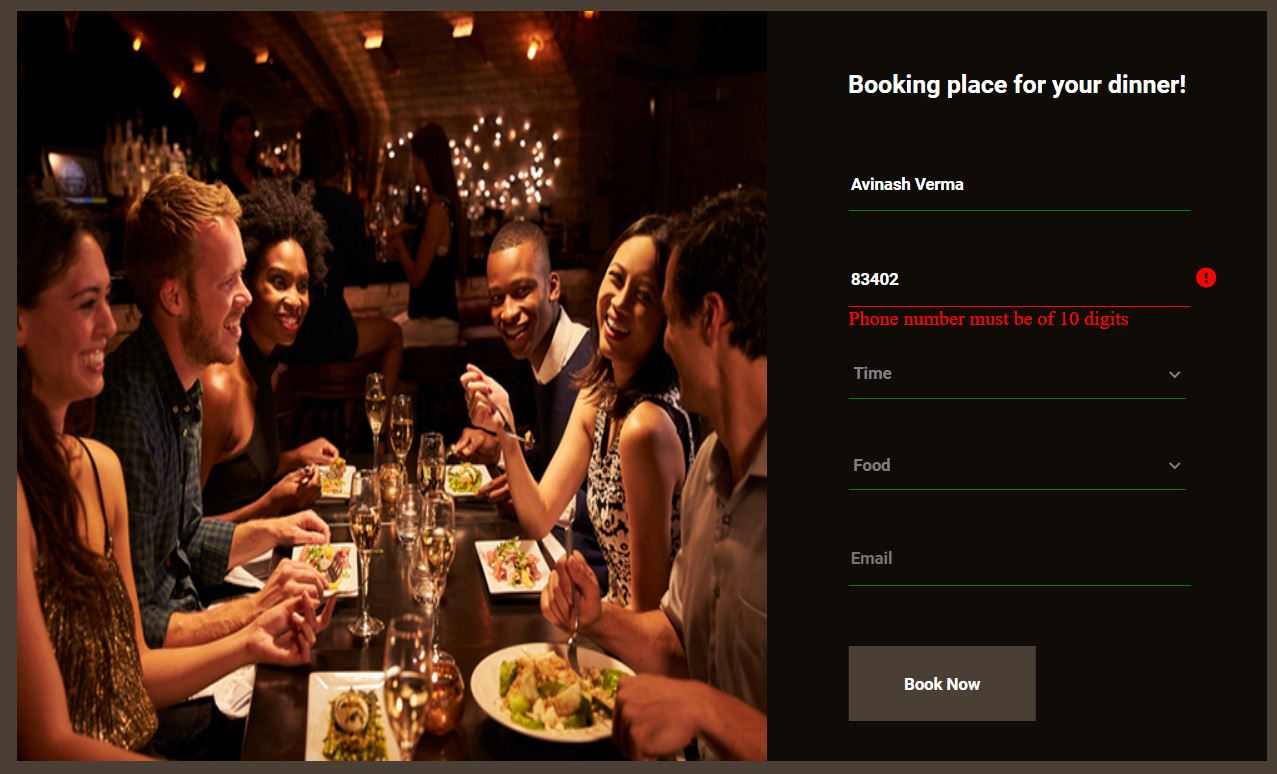 Booking place for your dinner!
Avinash Verma
83402
Phone number must be of 10 digits
Time
Food
Email
Book Now